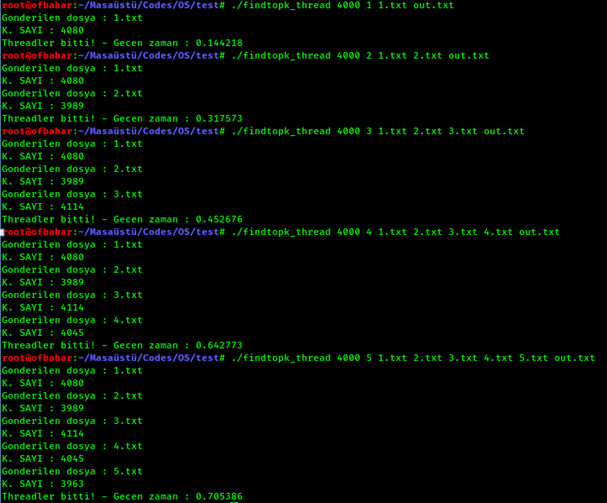 root@ofbahar:~/Masaüstü/Codes/OS/test# ./findtopk_thread 4000 1 1.txt out.txt
Gonderilen dosya : 1.txt
K. SAYI : 4080
Threadler bitti! - Gecen zaman : 0.144218
root@ofbahar:~/Masaüstü/Codes/OS/test# ./findtopk_thread 4000 2 1.txt 2.txt out.txt
Gonderilen dosya : 1.txt
K. SAYI : 4080
Gonderilen dosya : 2.txt
K. SAYI : 3989
Threadler bitti! - Gecen zaman : 0.317573
root@ofbahar:~/Masaüstü/Codes/OS/test# ./findtopk_thread 4000 3 1.txt 2.txt 3.txt out.txt
Gonderilen dosya : 1.txt
K. SAYI : 4080
Gonderilen dosya : 2.txt
K. SAYI : 3989
Gonderilen dosya : 3.txt
K. SAYI : 4114
Threadler bitti! - Gecen zaman : 0.452676
root@ofbahar:~/Masaüstü/Codes/OS/test# ./findtopk_thread 4000 4 1.txt 2.txt 3.txt 4.txt out.txt
Gonderilen dosya : 1.txt
K. SAYI : 4080
Gonderilen dosya : 2.txt
K. SAYI : 3989
Gonderilen dosya : 3.txt
K. SAYI : 4114
Gonderilen dosya : 4.txt
K. SAYI : 4045
Threadler bitti! - Gecen zaman : 0.642773
root@ofbahar:~/Masaüstü/Codes/OS/test# ./findtopk_thread 4000 5 1.txt 2.txt 3.txt 4.txt 5.txt out.txt
Gonderilen dosya : 1.txt
K. SAYI : 4080
Gonderilen dosya : 2.txt
K. SAYI : 3989
Gonderilen dosya : 3.txt
K. SAYI : 4114
Gonderilen dosya : 4.txt
K. SAYI : 4045
Gonderilen dosya : 5.txt
K. SAYI : 3963
Threadler bitti! - Gecen zaman : 0.705386